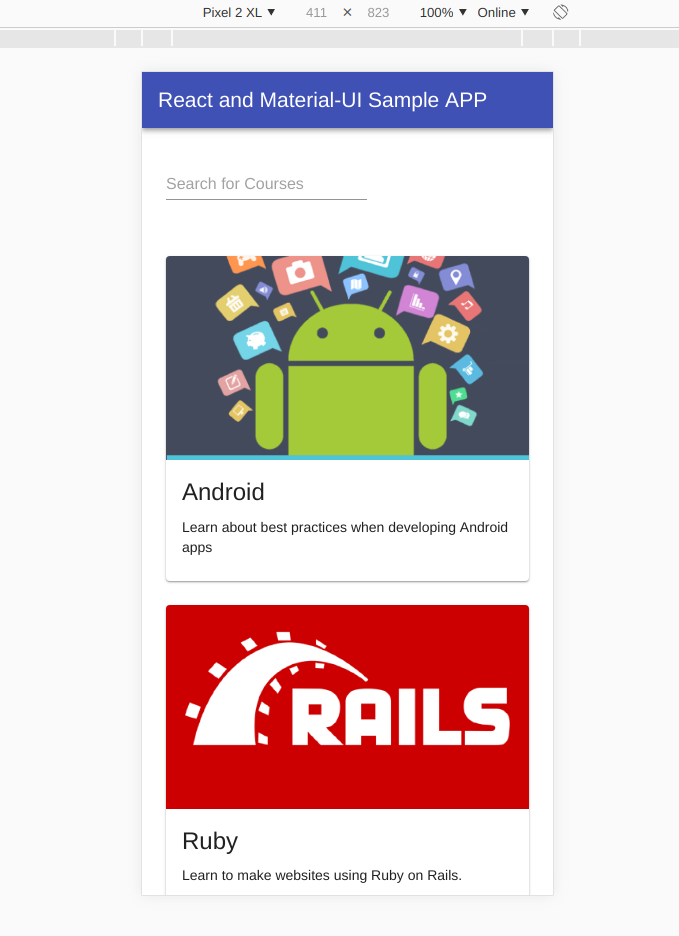 Pixel 2 XL ▼ 411 × 823 100% ▼ Online ▼
React and Material-UI Sample APP
Search for Courses
Android
Learn about best practices when developing Android
apps
RAILS
Ruby
Learn to make websites using Ruby on Rails.